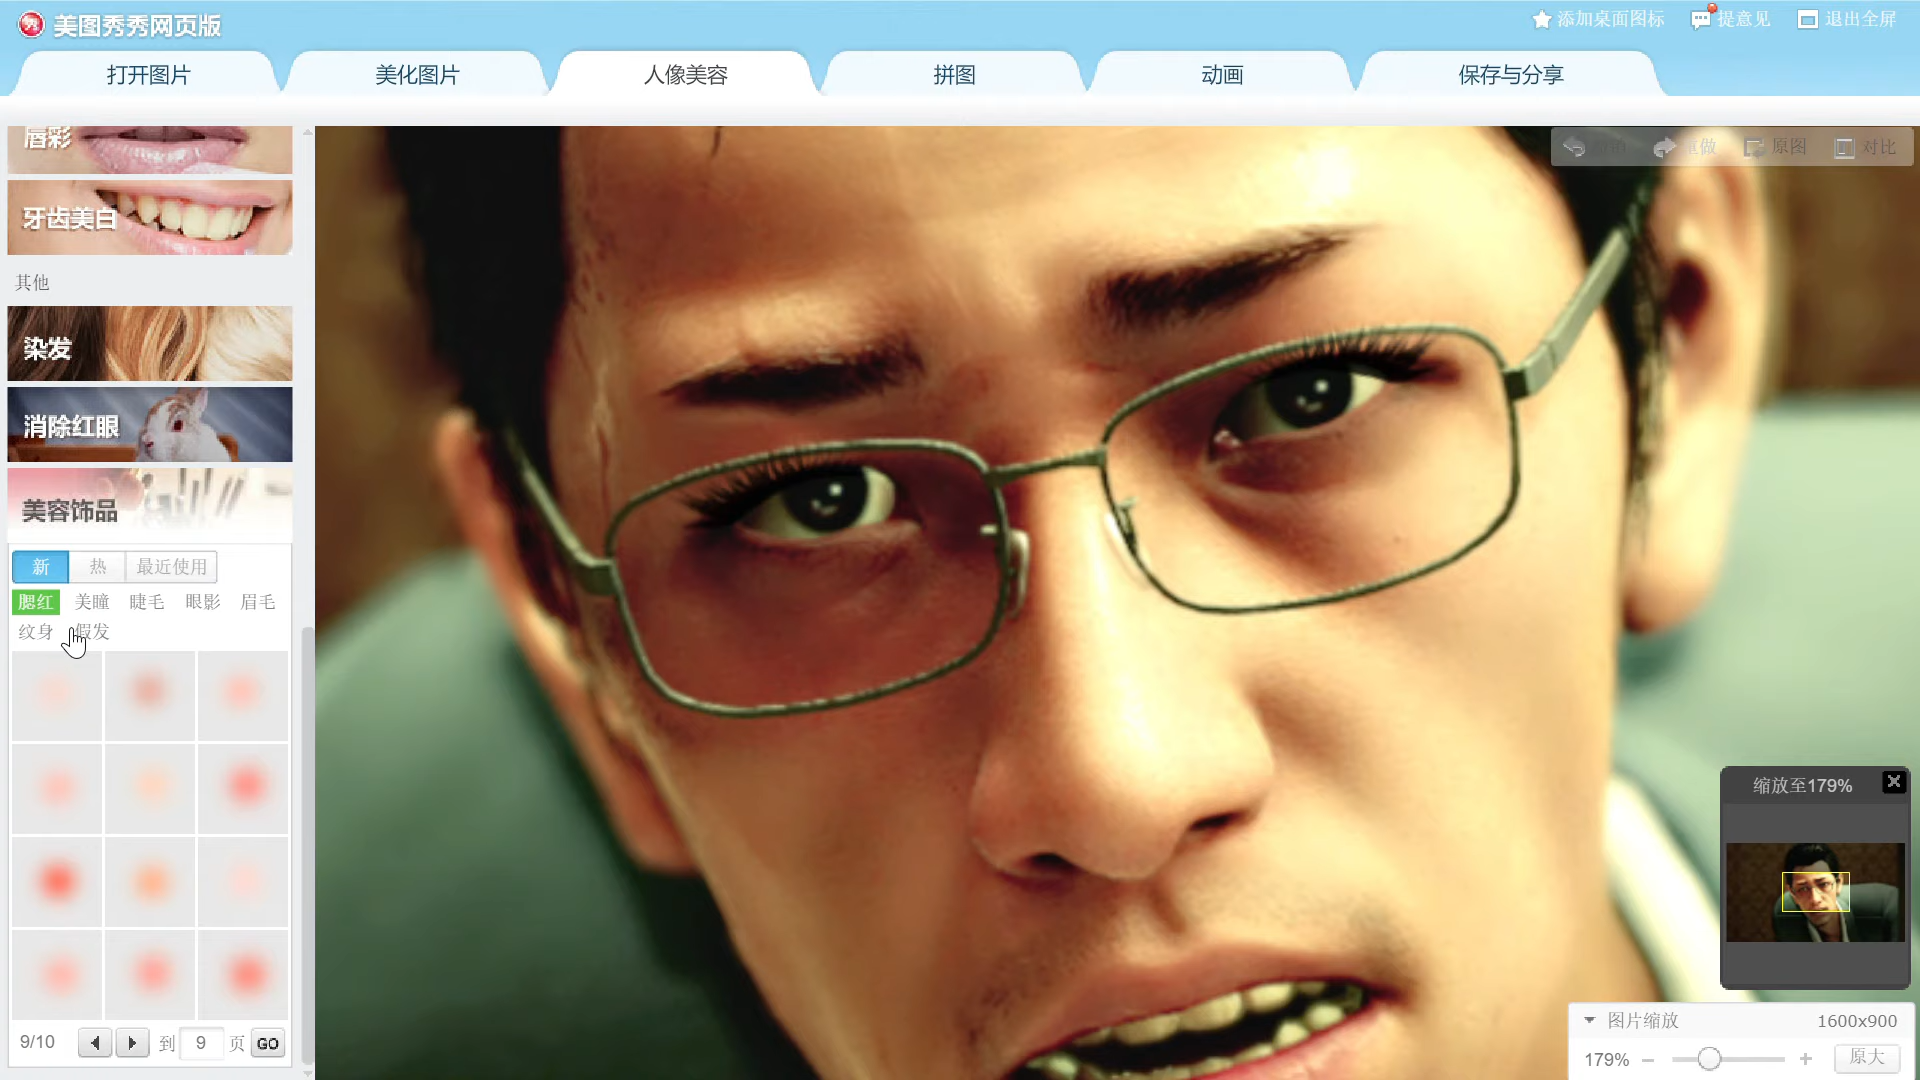 美图秀秀网页版
添加桌面图标 提意见 退出全屏
打开图片 美化图片 人像美容 拼图 动画 保存与分享
重做 原图 对比
唇彩
牙齿美白
其他
染发
消除红眼
美容饰品
新 热 最近使用
腮红 美瞳 睫毛 眼影 眉毛
纹身 假发
9/10 到 9 页 GO
缩放至179%
图片缩放 1600x900
179% 原大